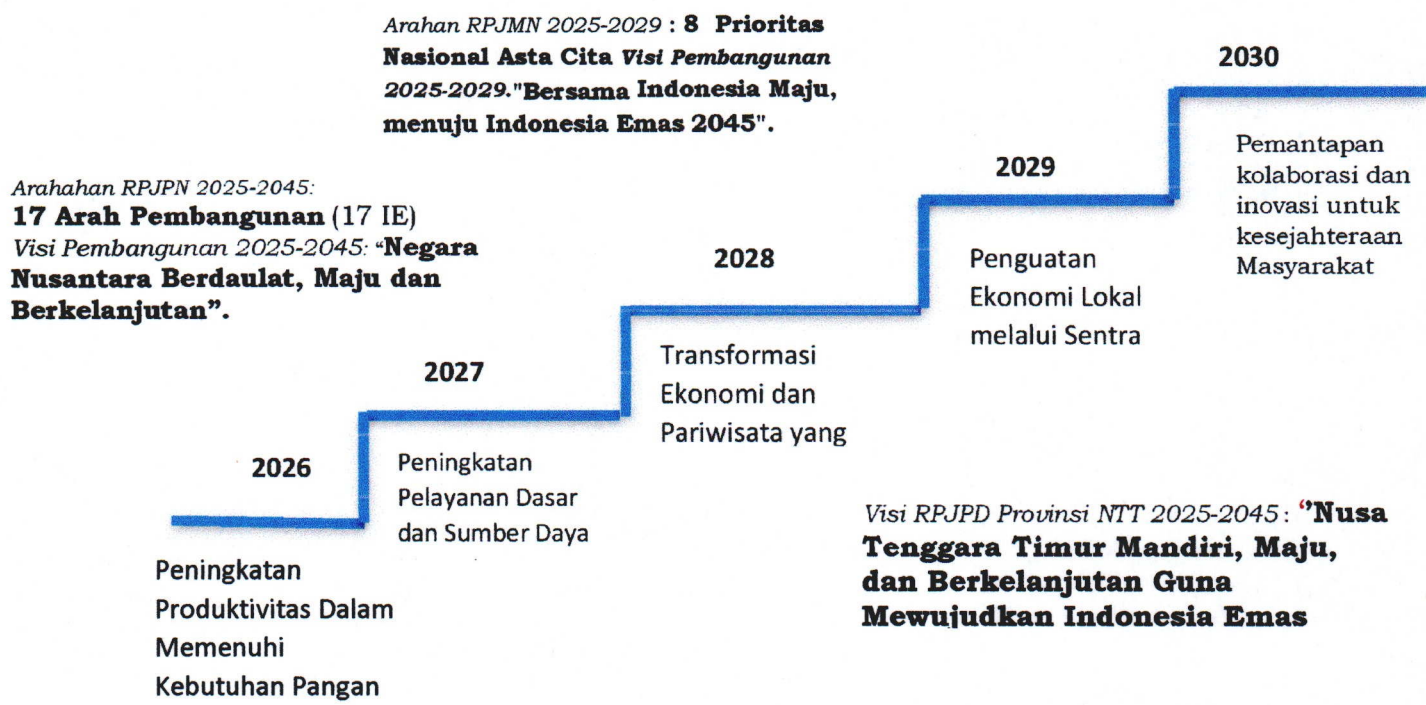 Arahan RPJMN 2025-2029 : 8 Prioritas
Nasional Asta Cita Visi Pembangunan
2025-2029."Bersama Indonesia Maju,
menuju Indonesia Emas 2045".
Arahahan RPJPN 2025-2045:
17 Arah Pembangunan (17 IE)
Visi Pembangunan 2025-2045: “Negara
Nusantara Berdaulat, Maju dan
Berkelanjutan”.
2026
Peningkatan
Produktivitas Dalam
Memenuhi
Kebutuhan Pangan
2027
Peningkatan
Pelayanan Dasar
dan Sumber Daya
2028
Transformasi
Ekonomi dan
Pariwisata yang
2029
Penguatan
Ekonomi Lokal
melalui Sentra
2030
Pemantapan
kolaborasi dan
inovasi untuk
kesejahteraan
Masyarakat
Visi RPJPD Provinsi NTT 2025-2045 : ‘’Nusa
Tenggara Timur Mandiri, Maju,
dan Berkelanjutan Guna
Mewujudkan Indonesia Emas